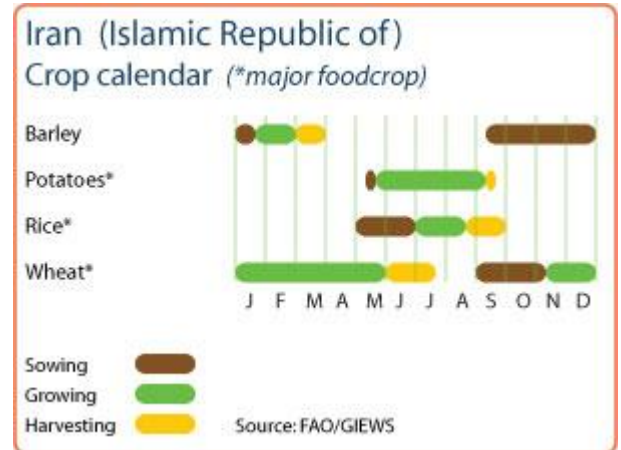 Iran (Islamic Republic of)
Crop calendar (*major foodcrop)
Barley
Potatoes*
Rice*
Wheat*
J F M A M J J A S O N D
Sowing
Growing
Harvesting
Source: FAO/GIEWS